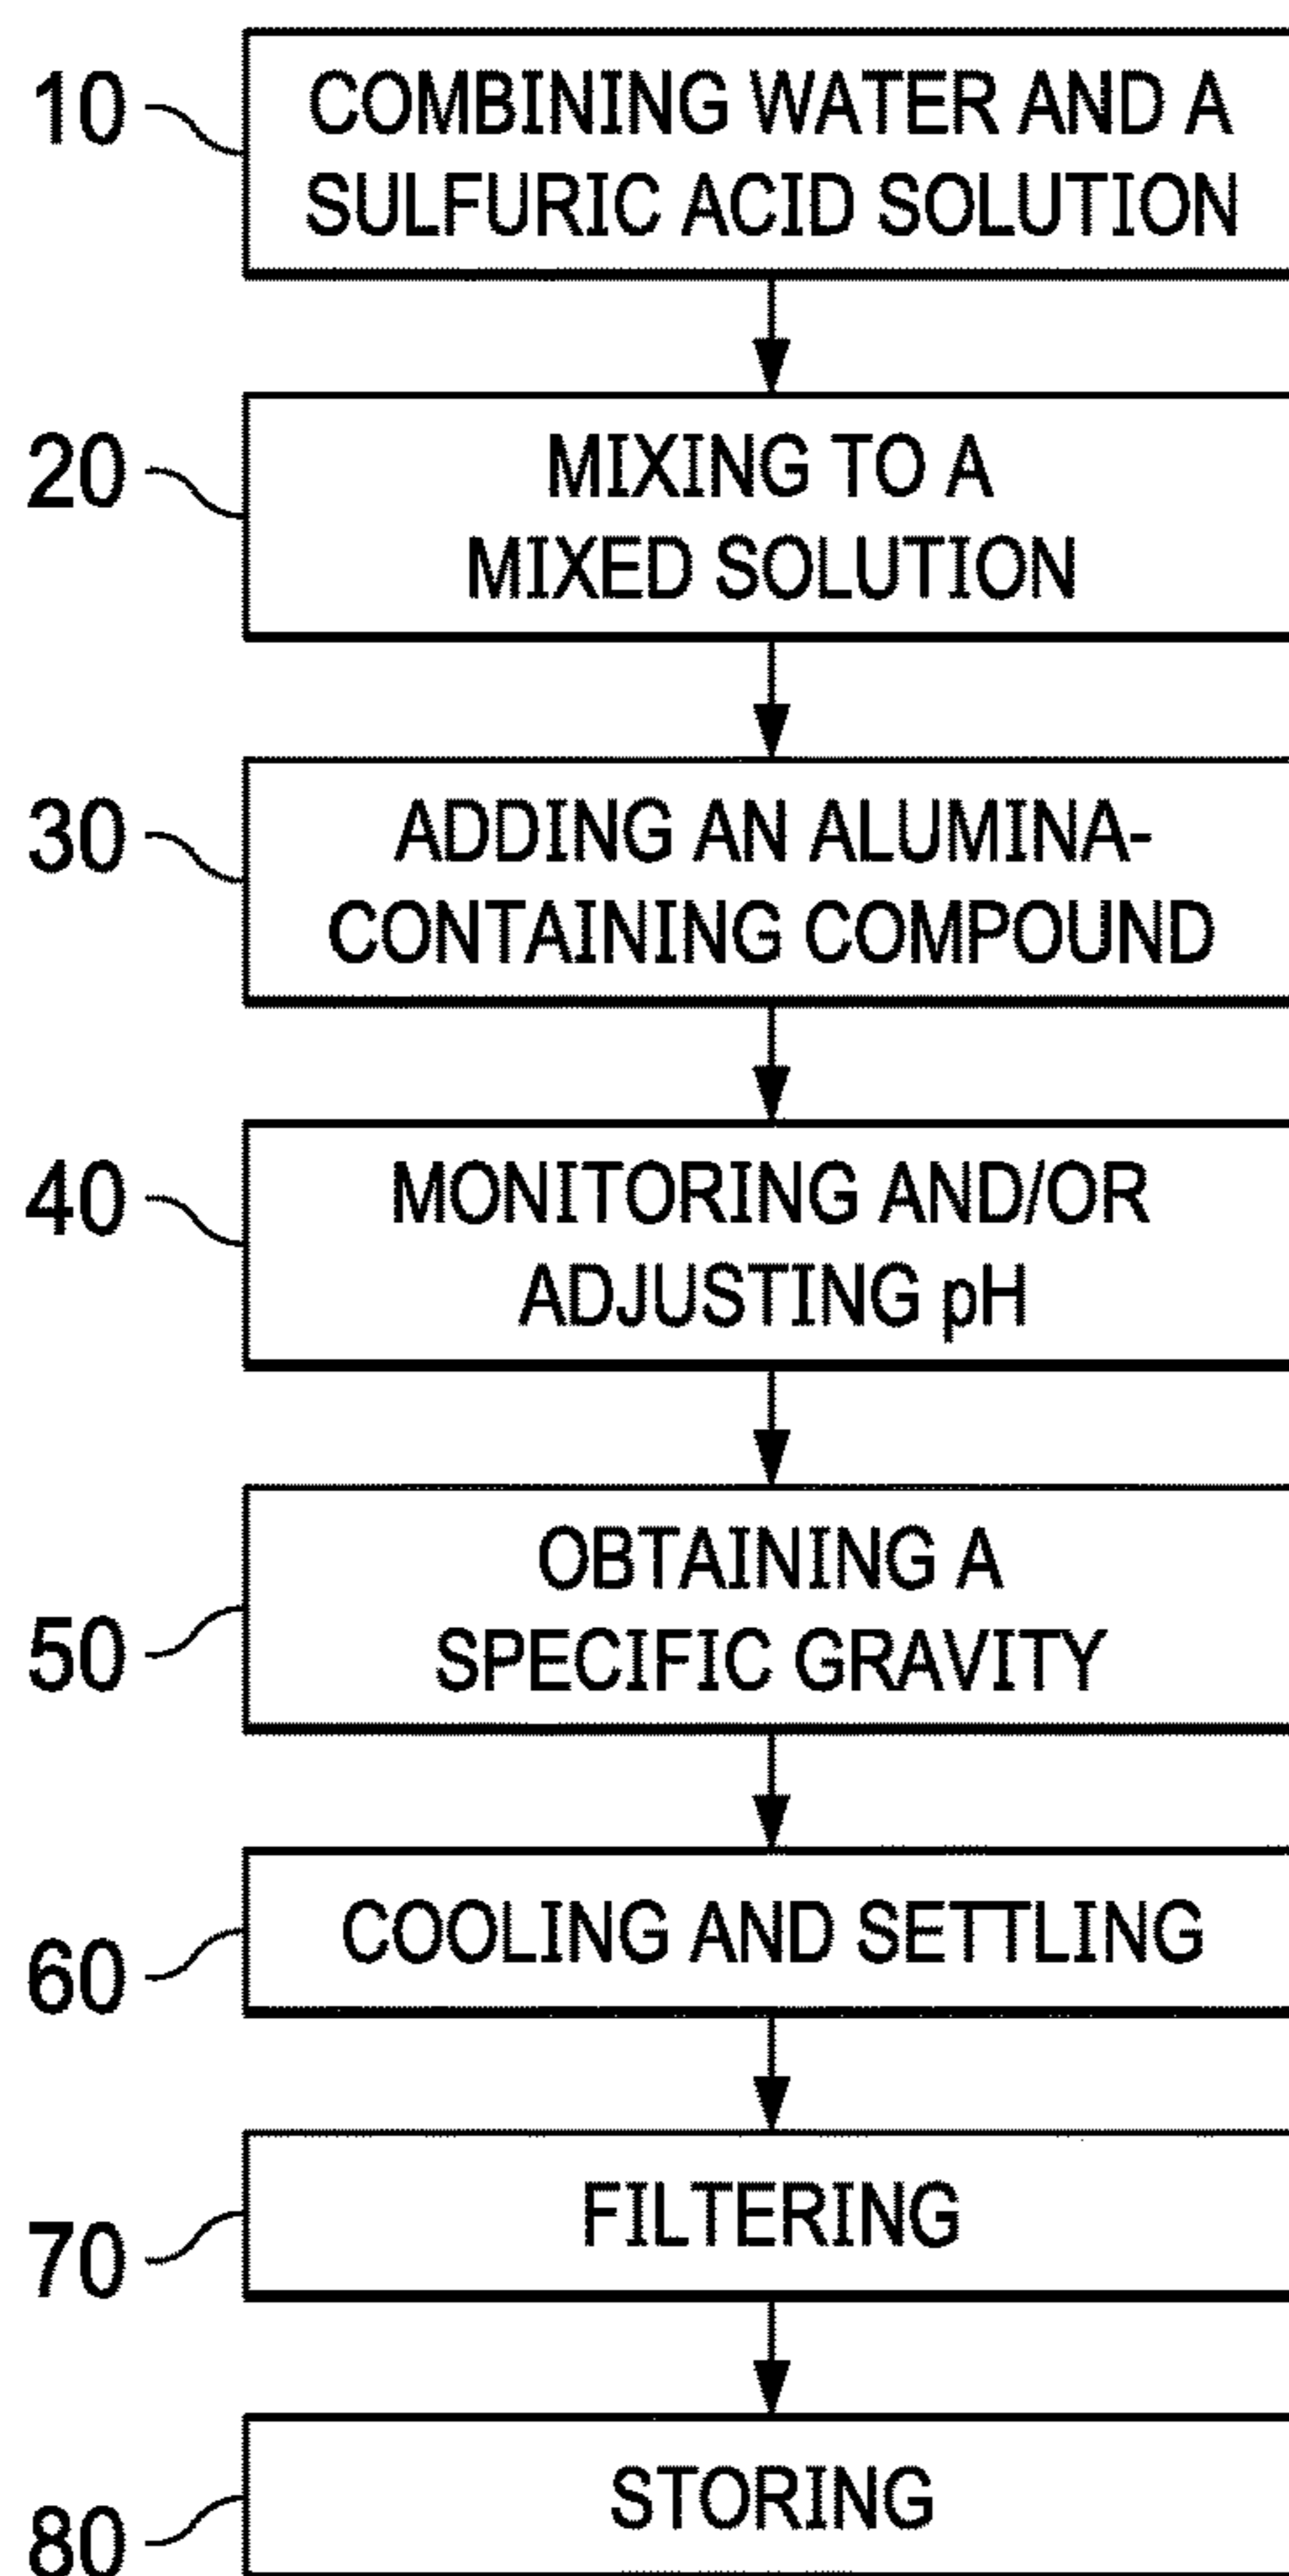 10
COMBINING WATER AND A
SULFURIC ACID SOLUTION
20
MIXING TO A
MIXED SOLUTION
30
ADDING AN ALUMINA-
CONTAINING COMPOUND
40
MONITORING AND/OR
ADJUSTING pH
50
OBTAINING A
SPECIFIC GRAVITY
60
COOLING AND SETTLING
70
FILTERING
80
STORING